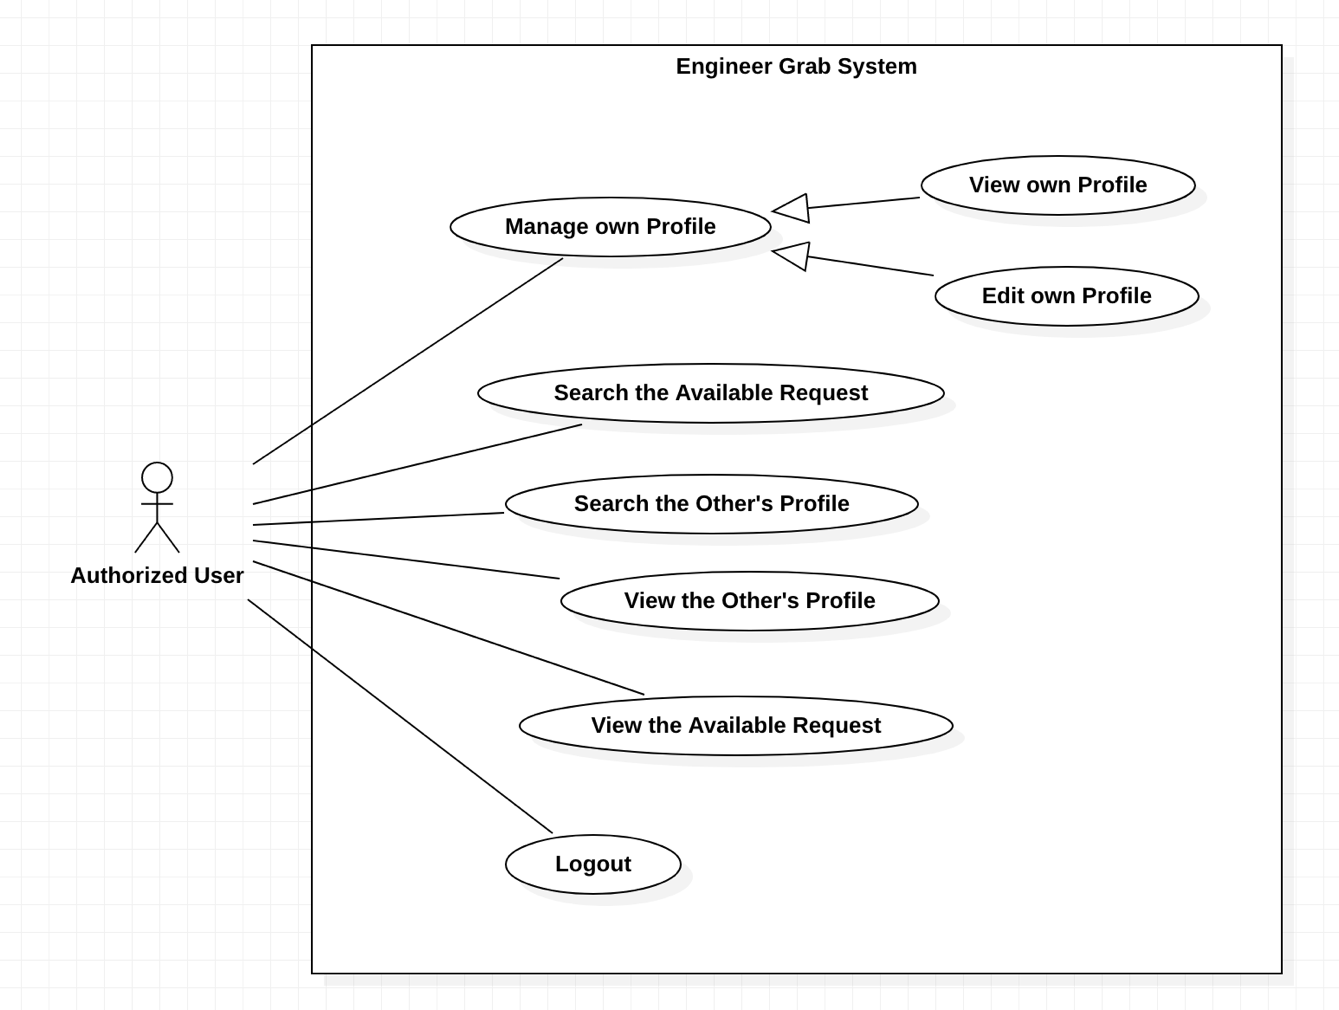 Engineer Grab System
View own Profile
Manage own Profile
Edit own Profile
Search the Available Request
Search the Other's Profile
Authorized User
View the Other's Profile
View the Available Request
Logout